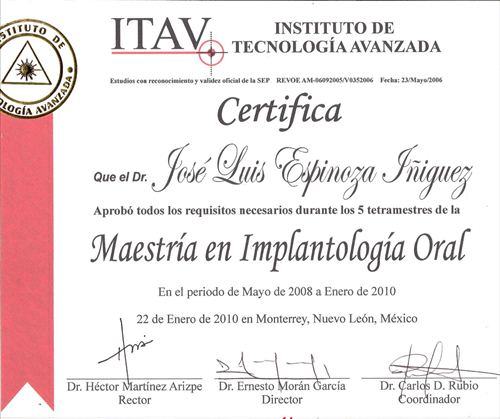 INSTITUTO DE
TECNOLOGÍA AVANZADA
ITAV
INSTITUTO DE
TECNOLOGÍA AVANZADA
Estudios con reconocimiento y validez oficial de la SEP REVOE AM-06092005/V0352006 Fecha: 23/Mayo/2006
Certifica
Que el Dr. José Luis Espinoza Iñiguez
Aprobó todos los requisitos necesarios durante los 5 tetramestres de la
Maestría en Implantología Oral
En el periodo de Mayo de 2008 a Enero de 2010
22 de Enero de 2010 en Monterrey, Nuevo León, México
Dr. Héctor Martínez Arizpe Dr. Ernesto Morán García Dr. Carlos D. Rubio
Rector Director Coordinador